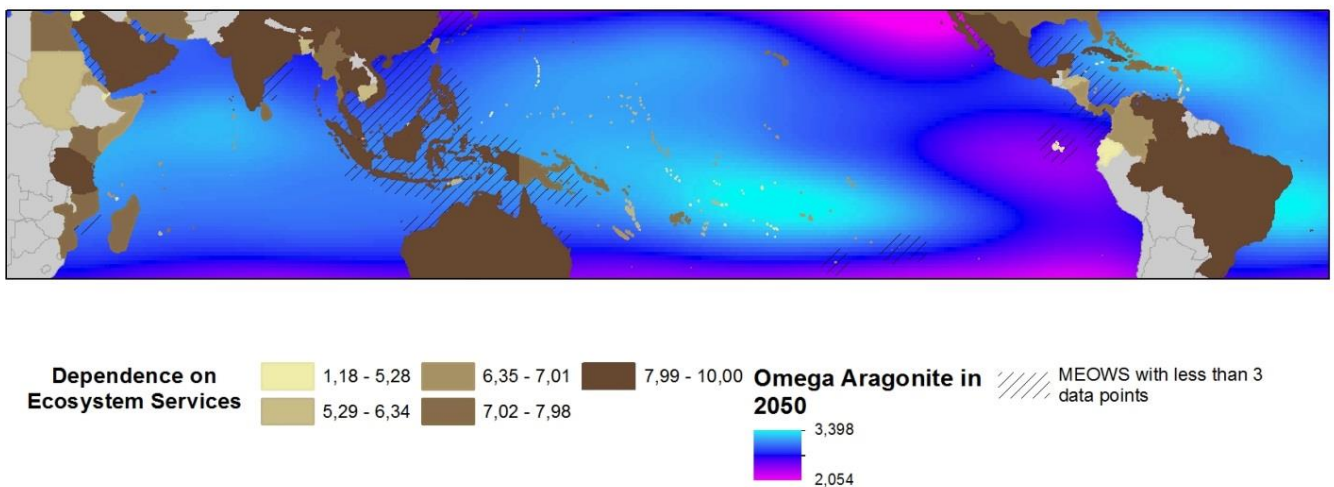 Dependence on
Ecosystem Services
1,18 - 5,28
5,29 - 6,34
6,35 - 7,01
7,02 - 7,98
7,99 - 10,00
Omega Aragonite in
2050
3,398
2,054
MEOWS with less than 3
data points